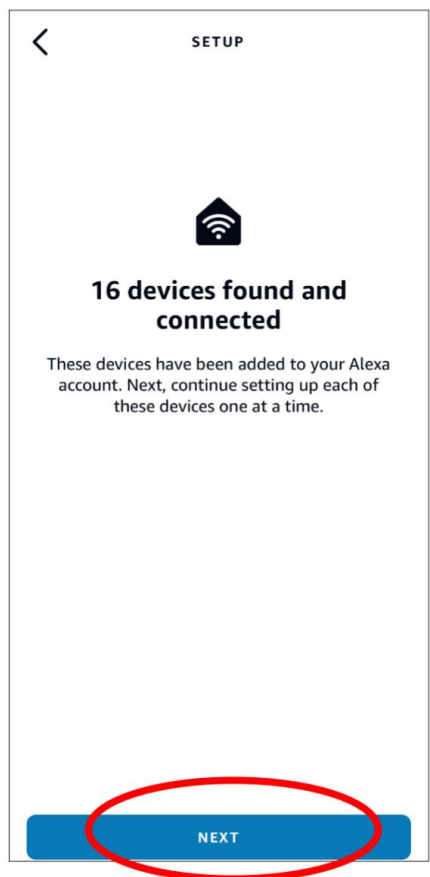 SETUP
16 devices found and
connected
These devices have been added to your Alexa
account. Next, continue setting up each of
these devices one at a time.
NEXT